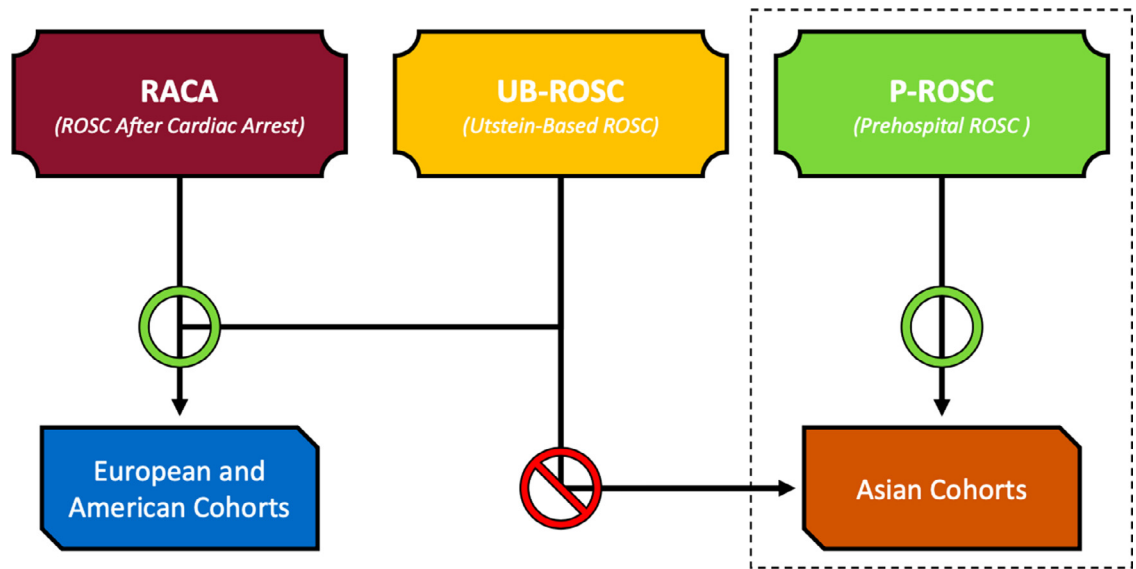 RACA
(ROSC After Cardiac Arrest)
UB-ROSC
(Utstein-Based ROSC)
P-ROSC
(Prehospital ROSC )
European and
American Cohorts
Asian Cohorts